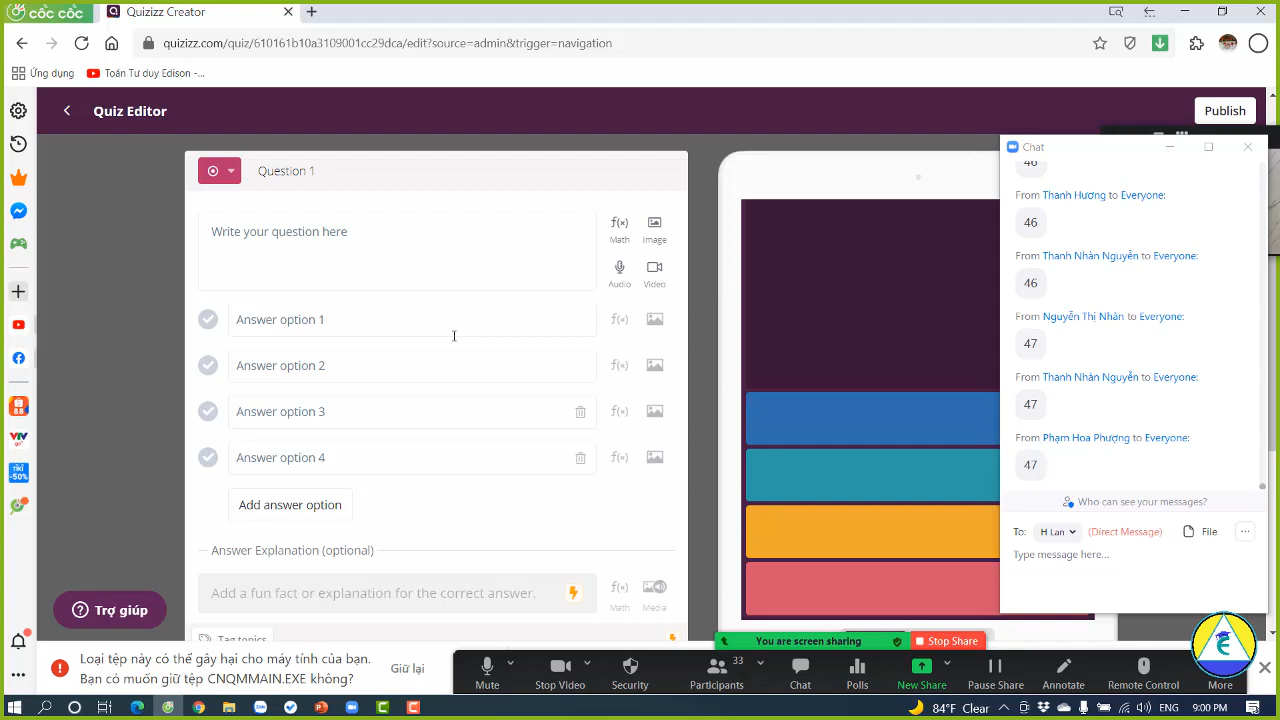 cốc cốc
Quizizz Creator
quizizz.com/quiz/610161b10a3109001cc29dca/edit?source=admin&trigger=navigation
Ứng dụng
Toán Tư duy Edison -...
Quiz Editor
Publish
Question 1
Write your question here
f(x)
Math
Image
Audio
Video
Answer option 1
f(x)
Answer option 2
f(x)
Answer option 3
f(x)
Answer option 4
f(x)
Add answer option
Answer Explanation (optional)
Add a fun fact or explanation for the correct answer.
f(x)
Math
Media
Tag topics
Trợ giúp
8.8
VTV
go
TIKI
-50%
Chat
46
From Thanh Hương to Everyone:
46
From Thanh Nhàn Nguyễn to Everyone:
46
From Nguyễn Thị Nhàn to Everyone:
47
From Thanh Nhàn Nguyễn to Everyone:
47
From Phạm Hoa Phượng to Everyone:
47
Who can see your messages?
To: H Lan (Direct Message) File
Type message here...
You are screen sharing
Stop Share
Loại tệp này có thể gây hại cho máy tính của bạn.
Bạn có muốn giữ tệp CNQMMAIN.EXE không?
Giữ lại
Mute
Stop Video
Security
33
Participants
Chat
Polls
New Share
Pause Share
Annotate
Remote Control
More
84°F Clear
ENG
9:00 PM